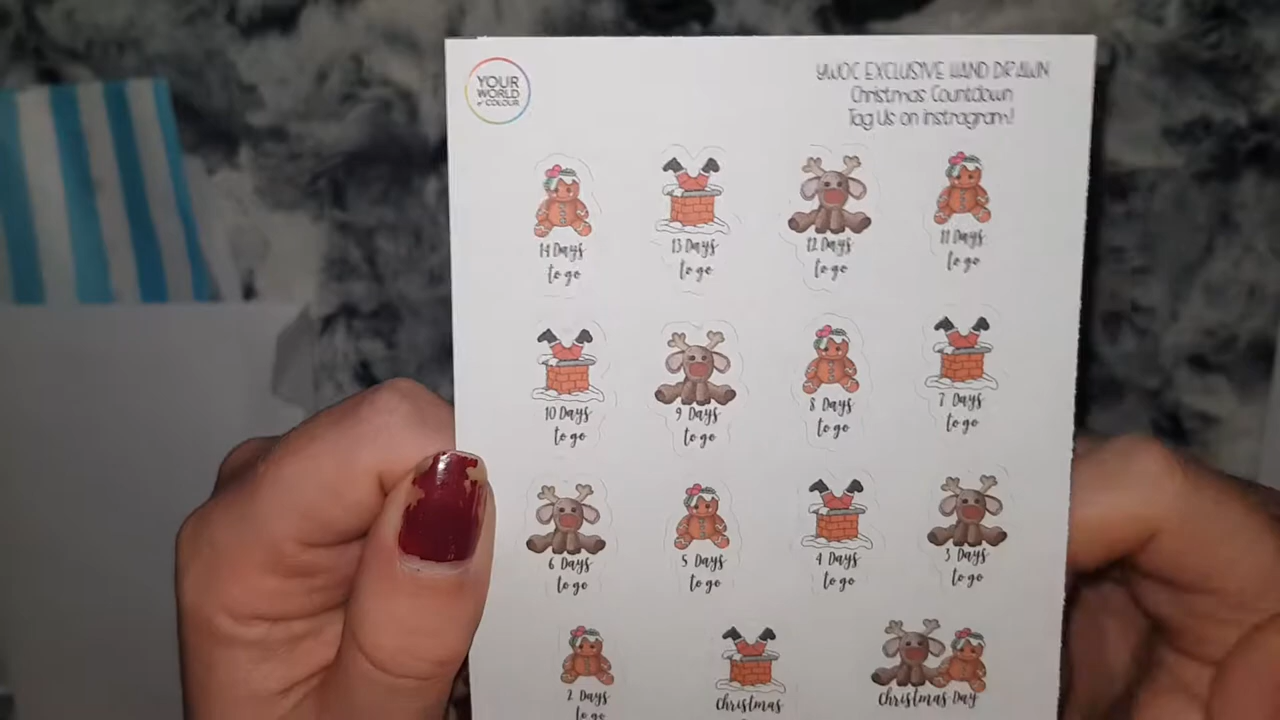 YOUR
WORLD
of COLOUR
YWOC EXCLUSIVE HAND DRAWN
Christmas Countdown
Tag Us on instragram!
14 Days
to go
13 Days
to go
12 Days
to go
11 Days
to go
10 Days
to go
9 Days
to go
8 Days
to go
7 Days
to go
6 Days
to go
5 Days
to go
4 Days
to go
3 Days
to go
2 Days
to go
christmas
christmas Day